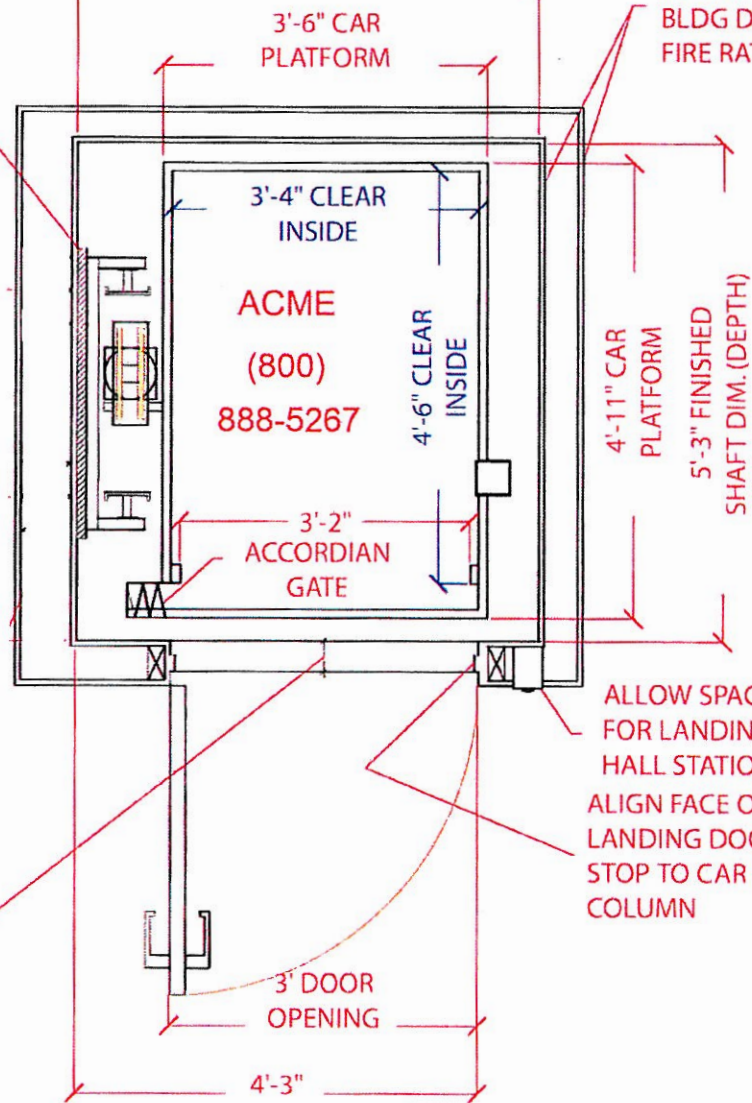 3'-6" CAR
PLATFORM
BLDG D
FIRE RAT
3'-4" CLEAR
INSIDE
ACME
(800)
888-5267
4'-6" CLEAR
INSIDE
4'-11" CAR
PLATFORM
5'-3" FINISHED
SHAFT DIM. (DEPTH)
3'-2"
ACCORDIAN
GATE
ALLOW SPAC
FOR LANDIN
HALL STATIO
ALIGN FACE O
LANDING DOO
STOP TO CAR
COLUMN
3' DOOR
OPENING
4'-3"